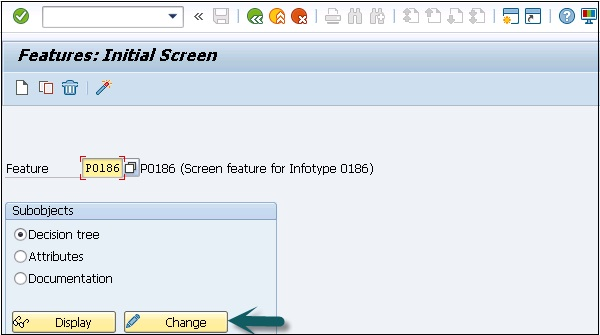 Features: Initial Screen
Feature P0186 P0186 (Screen feature for Infotype 0186)
Subobjects
Decision tree
Attributes
Documentation
Display Change